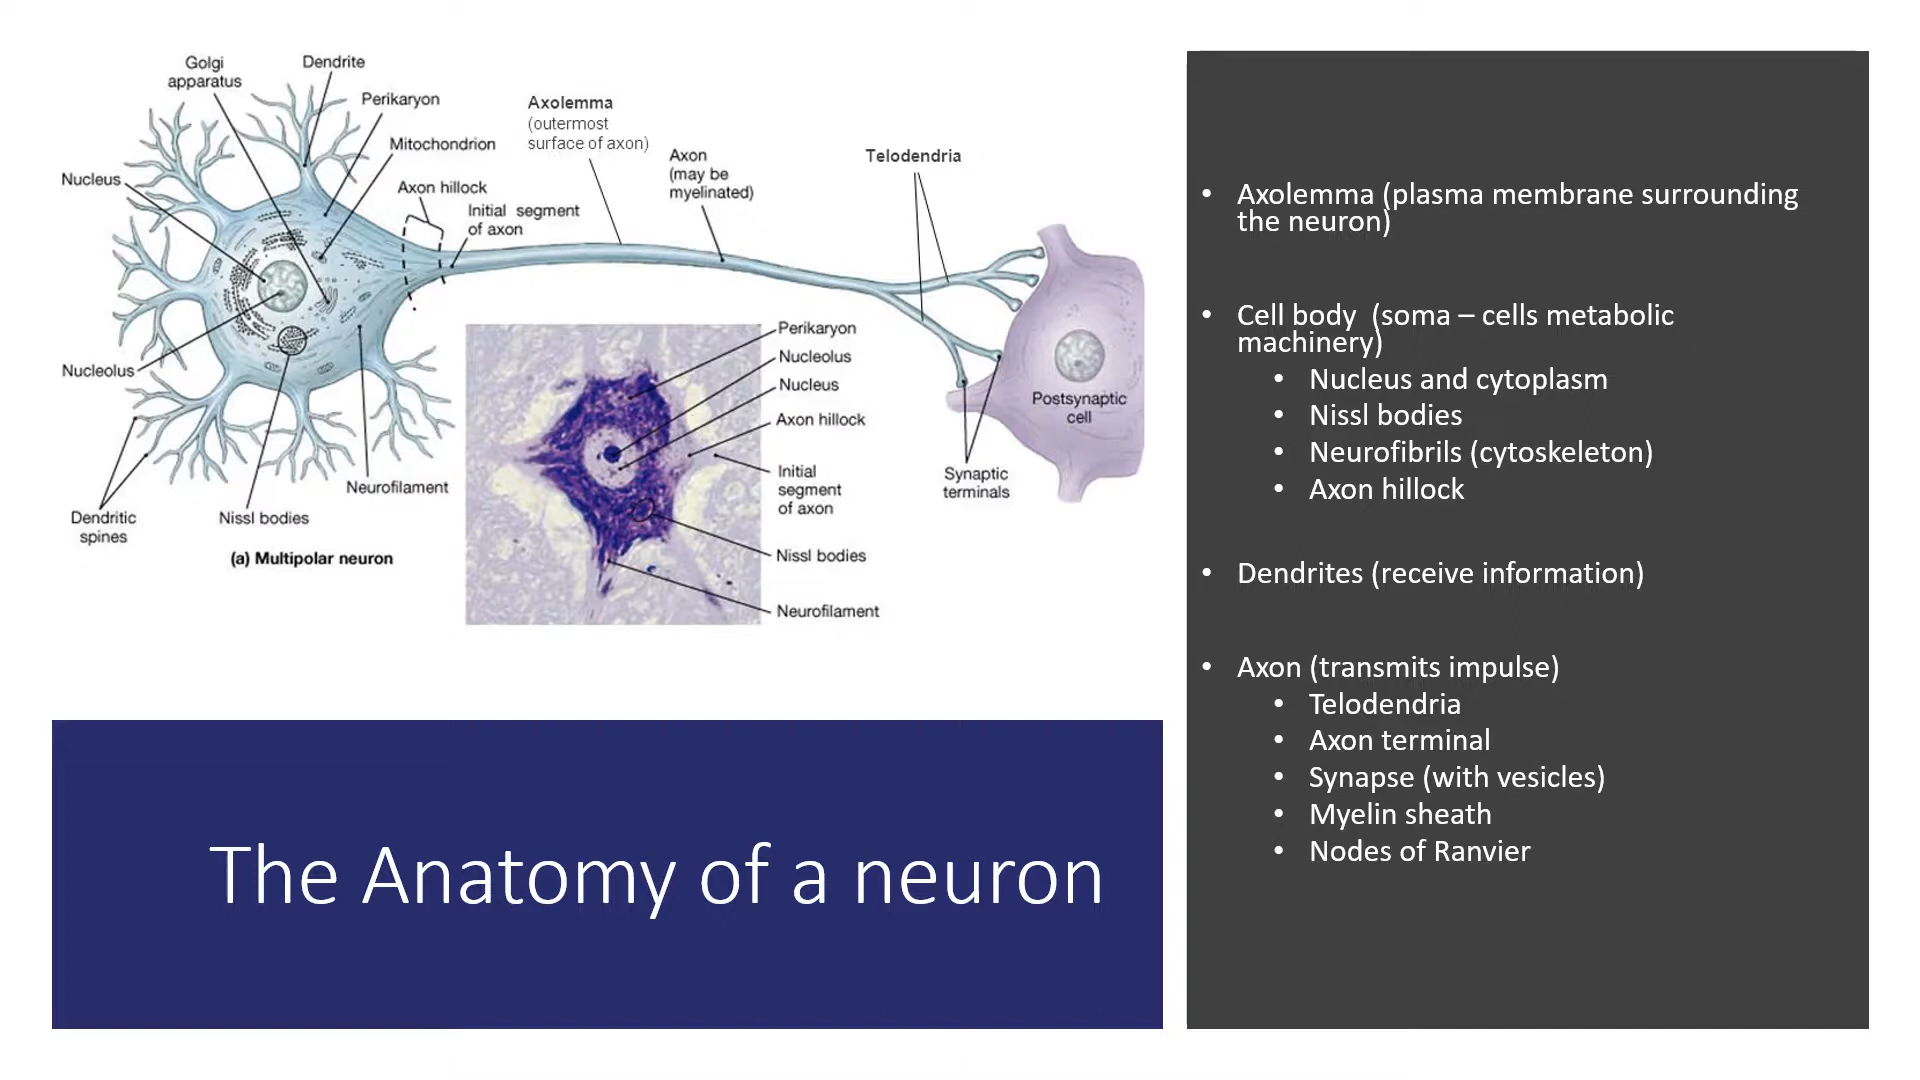 Golgi
apparatus
Dendrite
Perikaryon
Mitochondrion
Nucleus
Axon hillock
Initial segment
of axon
Axolemma
(outermost
surface of axon)
Axon
(may be
myelinated)
Telodendria
Nucleolus
Dendritic
spines
Nissl bodies
Neurofilament
(a) Multipolar neuron
Perikaryon
Nucleolus
Nucleus
Axon hillock
Initial
segment
of axon
Nissl bodies
Neurofilament
Postsynaptic
cell
Synaptic
terminals
The Anatomy of a neuron
• Axolemma (plasma membrane surrounding
the neuron)
• Cell body (soma – cells metabolic
machinery)
• Nucleus and cytoplasm
• Nissl bodies
• Neurofibrils (cytoskeleton)
• Axon hillock
• Dendrites (receive information)
• Axon (transmits impulse)
• Telodendria
• Axon terminal
• Synapse (with vesicles)
• Myelin sheath
• Nodes of Ranvier